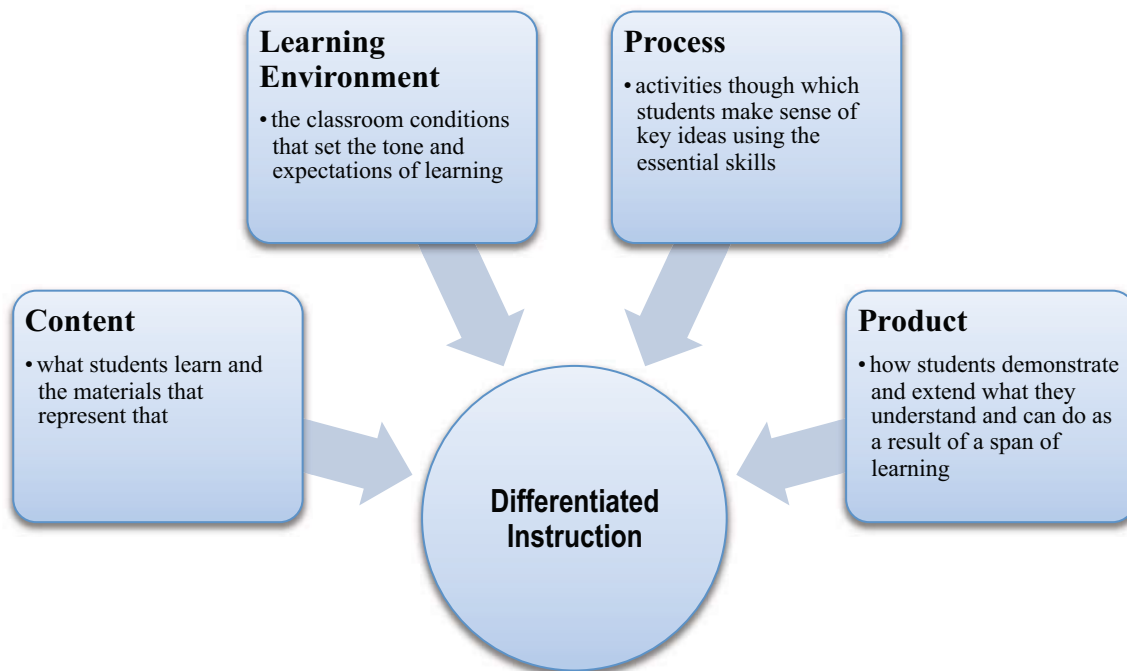 Learning
Environment
• the classroom conditions
that set the tone and
expectations of learning
Process
• activities though which
students make sense of
key ideas using the
essential skills
Content
• what students learn and
the materials that
represent that
Product
• how students demonstrate
and extend what they
understand and can do as
a result of a span of
learning
Differentiated
Instruction